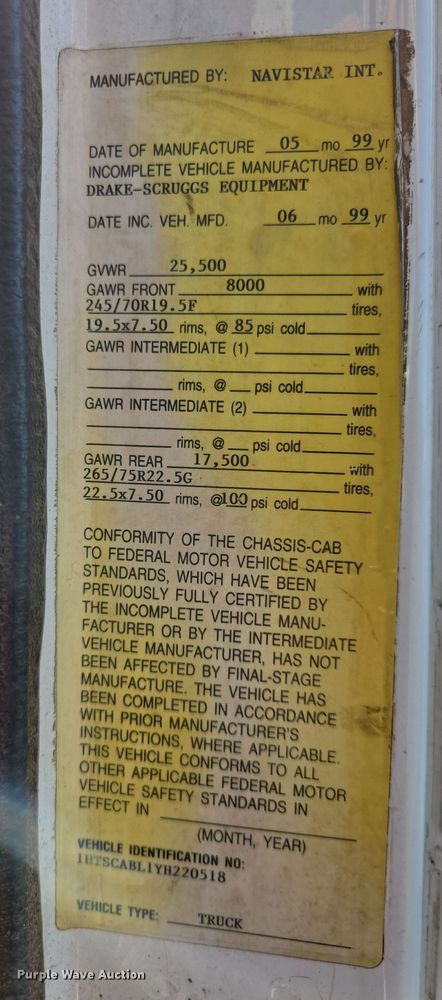 MANUFACTURED BY: NAVISTAR INT.
DATE OF MANUFACTURE 05 mo 99 yr
INCOMPLETE VEHICLE MANUFACTURED BY:
DRAKE-SCRUGGS EQUIPMENT
DATE INC. VEH. MFD. 06 mo 99 yr
GVWR 25,500
GAWR FRONT 8000 with
245/70R19.5F tires,
19.5x7.50 rims, @ 85 psi cold
GAWR INTERMEDIATE (1) with
tires,
rims, @ psi cold
GAWR INTERMEDIATE (2) with
tires,
rims, @ psi cold
GAWR REAR 17,500 with
265/75R22.5G tires,
22.5x7.50 rims, @100 psi cold
CONFORMITY OF THE CHASSIS-CAB
TO FEDERAL MOTOR VEHICLE SAFETY
STANDARDS, WHICH HAVE BEEN
PREVIOUSLY FULLY CERTIFIED BY
THE INCOMPLETE VEHICLE MANU-
FACTURER OR BY THE INTERMEDIATE
VEHICLE MANUFACTURER, HAS NOT
BEEN AFFECTED BY FINAL-STAGE
MANUFACTURE. THE VEHICLE HAS
BEEN COMPLETED IN ACCORDANCE
WITH PRIOR MANUFACTURER'S
INSTRUCTIONS, WHERE APPLICABLE.
THIS VEHICLE CONFORMS TO ALL
OTHER APPLICABLE FEDERAL MOTOR
VEHICLE SAFETY STANDARDS IN
EFFECT IN
(MONTH, YEAR)
VEHICLE IDENTIFICATION NO:
1HTSCABL1YH220518
VEHICLE TYPE: TRUCK
Purple Wave Auction